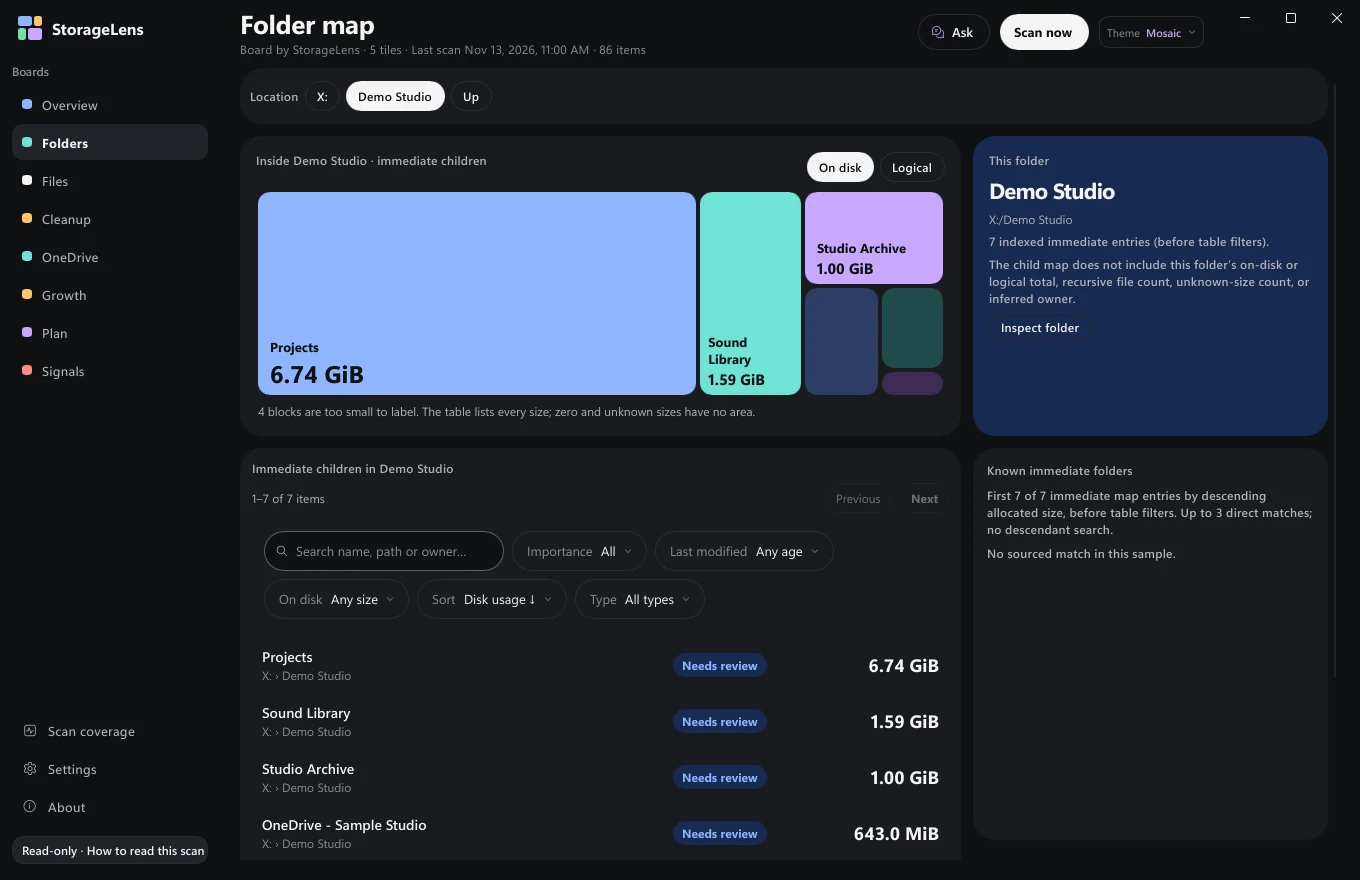 StorageLens
Boards
Overview
Folders
Files
Cleanup
OneDrive
Growth
Plan
Signals
Scan coverage
Settings
About
Read-only · How to read this scan
Folder map
Board by StorageLens · 5 tiles · Last scan Nov 13, 2026, 11:00 AM · 86 items
Ask
Scan now
Theme Mosaic
Location X: Demo Studio Up
Inside Demo Studio · immediate children
On disk Logical
Projects
6.74 GiB
Sound
Library
1.59 GiB
Studio Archive
1.00 GiB
4 blocks are too small to label. The table lists every size; zero and unknown sizes have no area.
This folder
Demo Studio
X:/Demo Studio
7 indexed immediate entries (before table filters).
The child map does not include this folder's on-disk or
logical total, recursive file count, unknown-size count, or
inferred owner.
Inspect folder
Immediate children in Demo Studio
1–7 of 7 items
Previous Next
Search name, path or owner...
Importance All
Last modified Any age
On disk Any size
Sort Disk usage ↓
Type All types
Projects
X: › Demo Studio
Needs review
6.74 GiB
Sound Library
X: › Demo Studio
Needs review
1.59 GiB
Studio Archive
X: › Demo Studio
Needs review
1.00 GiB
OneDrive - Sample Studio
X: › Demo Studio
Needs review
643.0 MiB
Known immediate folders
First 7 of 7 immediate map entries by descending
allocated size, before table filters. Up to 3 direct matches;
no descendant search.
No sourced match in this sample.